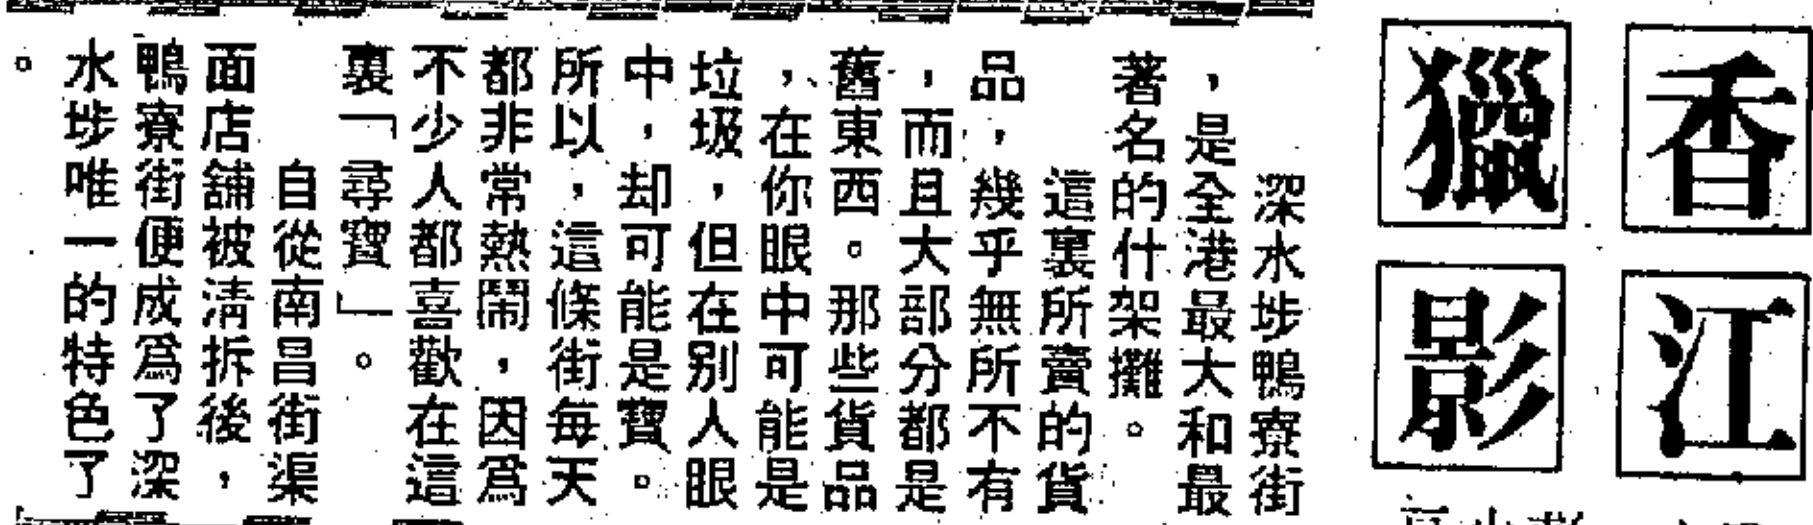 香江
獵影
深水埗鴨寮街
，是全港最大和最
著名的什架攤。
這裏所賣的貨
品，幾乎無所不有
，而且大部分都是
舊東西。那些貨品
，在你眼中可能是
垃圾，但在别人眼
中，却可能是寶。
所以，這條街每天
都非常熱鬧，因爲
不少人都喜歡在這
裏「尋寶」。
自從南昌街渠
面店舖被清拆後，
鴨寮街便成爲了深
水埗唯一的特色了
。